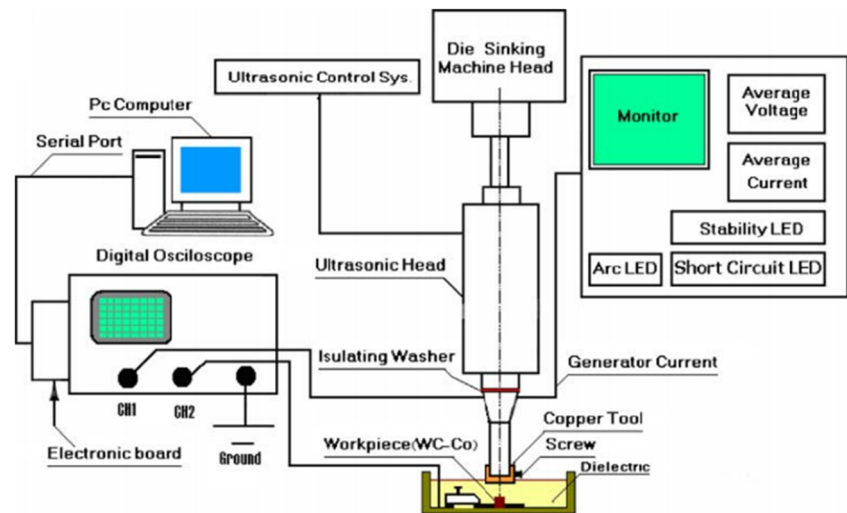 Die Sinking
Machine Head
Ultrasonic Control Sys.
Pc Computer
Serial Port
Monitor
Average
Voltage
Average
Current
Stability LED
Arc LED
Short Circuit LED
Digital Osciloscope
Ultrasonic Head
Isulating Washer
Generator Current
CH1
CH2
Ground
Electronic board
Workpiece(WC-Co)
Copper Tool
Screw
Dielectric